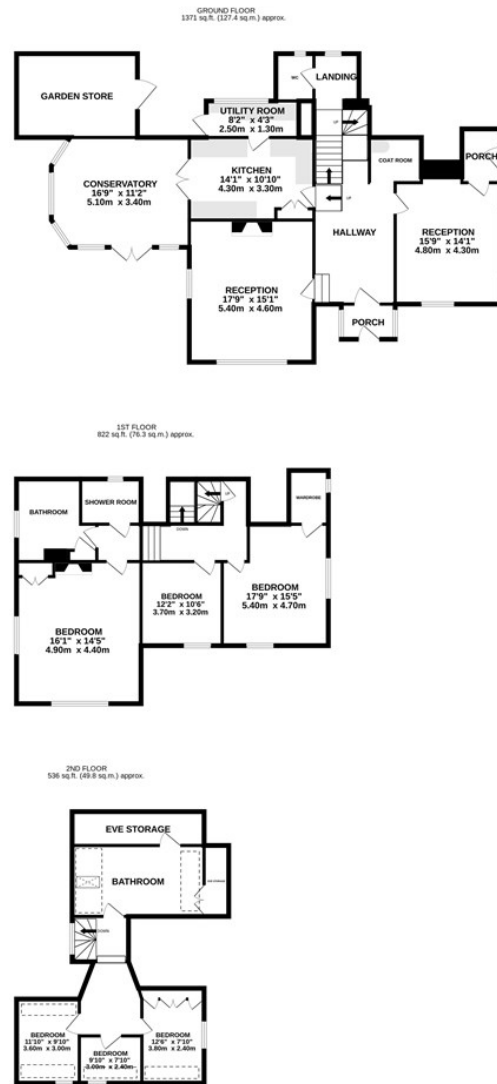 GROUND FLOOR
1371 sq.ft. (127.4 sq.m.) approx.
GARDEN STORE
WC
LANDING
UTILITY ROOM
8'2" x 4'3"
2.50m x 1.30m
UP
COAT ROOM
PORCH
CONSERVATORY
16'9" x 11'2"
5.10m x 3.40m
KITCHEN
14'1" x 10'10"
4.30m x 3.30m
UP
HALLWAY
RECEPTION
15'9" x 14'1"
4.80m x 4.30m
RECEPTION
17'9" x 15'1"
5.40m x 4.60m
PORCH
1ST FLOOR
822 sq.ft. (76.3 sq.m.) approx.
BATHROOM
SHOWER ROOM
UP
WARDROBE
DOWN
BEDROOM
16'1" x 14'5"
4.90m x 4.40m
BEDROOM
12'2" x 10'6"
3.70m x 3.20m
BEDROOM
17'9" x 15'5"
5.40m x 4.70m
2ND FLOOR
536 sq.ft. (49.8 sq.m.) approx.
EVE STORAGE
BATHROOM
EVE STORAGE
DOWN
BEDROOM
11'10" x 9'10"
3.60m x 3.00m
BEDROOM
9'10" x 7'10"
3.00m x 2.40m
BEDROOM
12'6" x 7'10"
3.80m x 2.40m